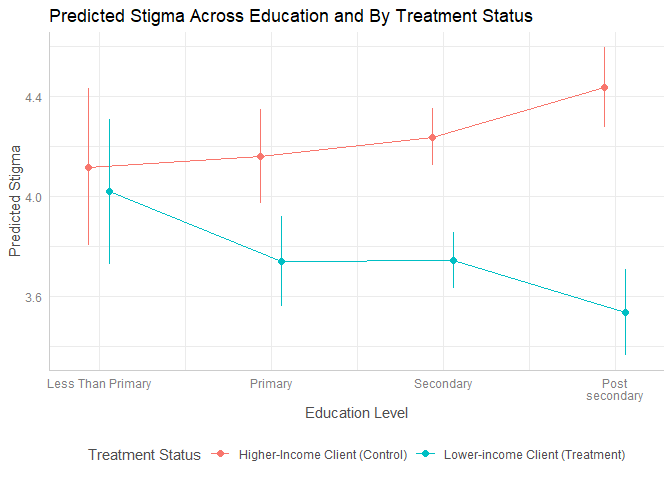 Predicted Stigma Across Education and By Treatment Status
Predicted Stigma
4.4
4.0
3.6
Less Than Primary
Primary
Secondary
Post
secondary
Education Level
Treatment Status
Higher-Income Client (Control)
Lower-income Client (Treatment)